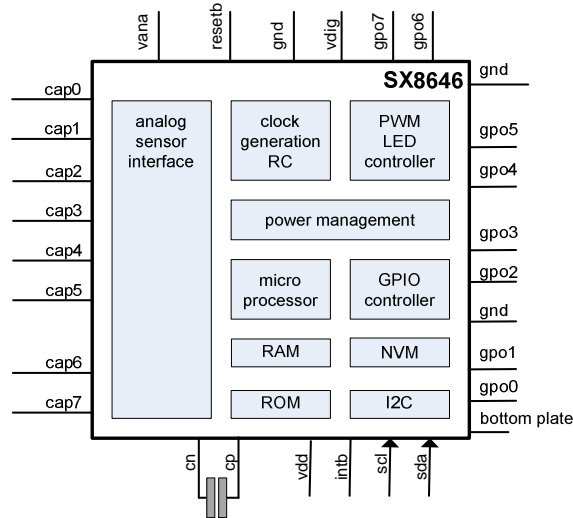 vana
resetb
gnd
vdig
gpo7
gpo6
SX8646
cap0
cap1
cap2
cap3
cap4
cap5
cap6
cap7
analog
sensor
interface
clock
generation
RC
PWM
LED
controller
power management
micro
processor
GPIO
controller
RAM
NVM
ROM
I2C
gnd
gpo5
gpo4
gpo3
gpo2
gnd
gpo1
gpo0
bottom plate
cn
cp
vdd
intb
scl
sda